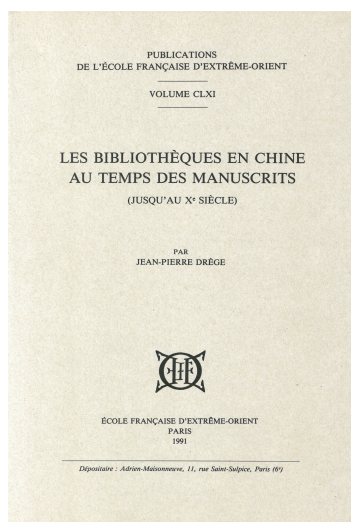 PUBLICATIONS
DE L'ÉCOLE FRANÇAISE D'EXTRÊME-ORIENT
VOLUME CLXI
LES BIBLIOTHÈQUES EN CHINE
AU TEMPS DES MANUSCRITS
(JUSQU'AU Xe SIÈCLE)
PAR
JEAN-PIERRE DRÈGE
ÉCOLE FRANÇAISE D'EXTRÊME-ORIENT
PARIS
1991
Dépositaire : Adrien-Maisonneuve, 11, rue Saint-Sulpice, Paris (6e)